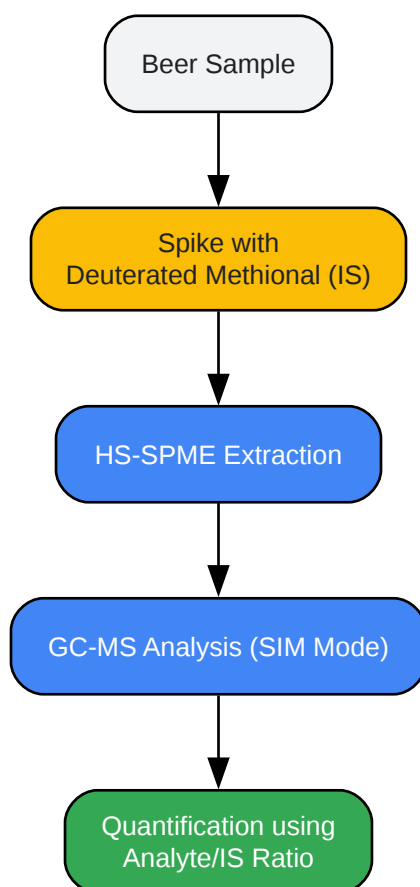 Beer Sample
Spike with
Deuterated Methional (IS)
HS-SPME Extraction
GC-MS Analysis (SIM Mode)
Quantification using
Analyte/IS Ratio